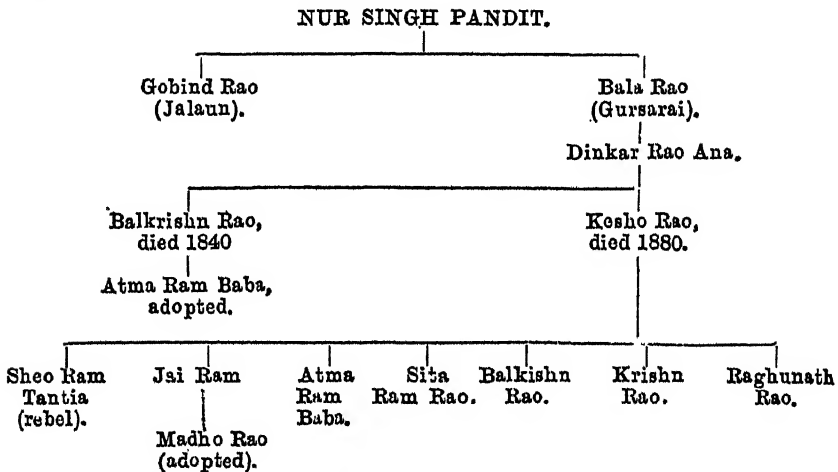 NUR SINGH PANDIT.
Gobind Rao
(Jalaun).
Bala Rao
(Gursarai).
Dinkar Rao Ana.
Balkrishn Rao,
died 1840
Kesho Rao,
died 1880.
Atma Ram Baba,
adopted.
Sheo Ram
Tantia
(rebel).
Jai Ram
Atma
Ram
Baba.
Sita
Ram Rao.
Balkishn
Rao.
Krishn
Rao.
Raghunath
Rao.
Madho Rao
(adopted).